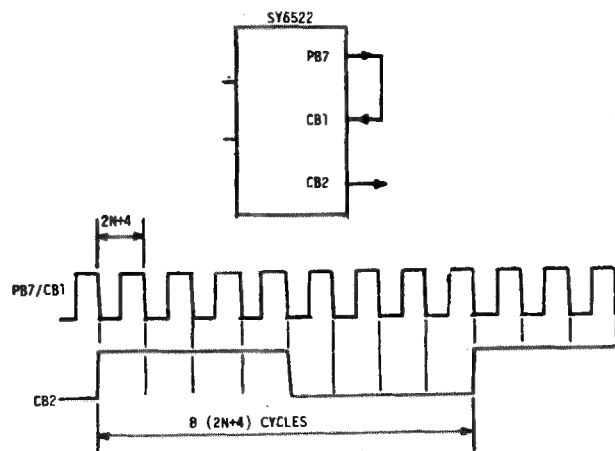 SY6522
PB7
CB1
CB2
2N+4
PB7/CB1
CB2
8 (2N+4) CYCLES